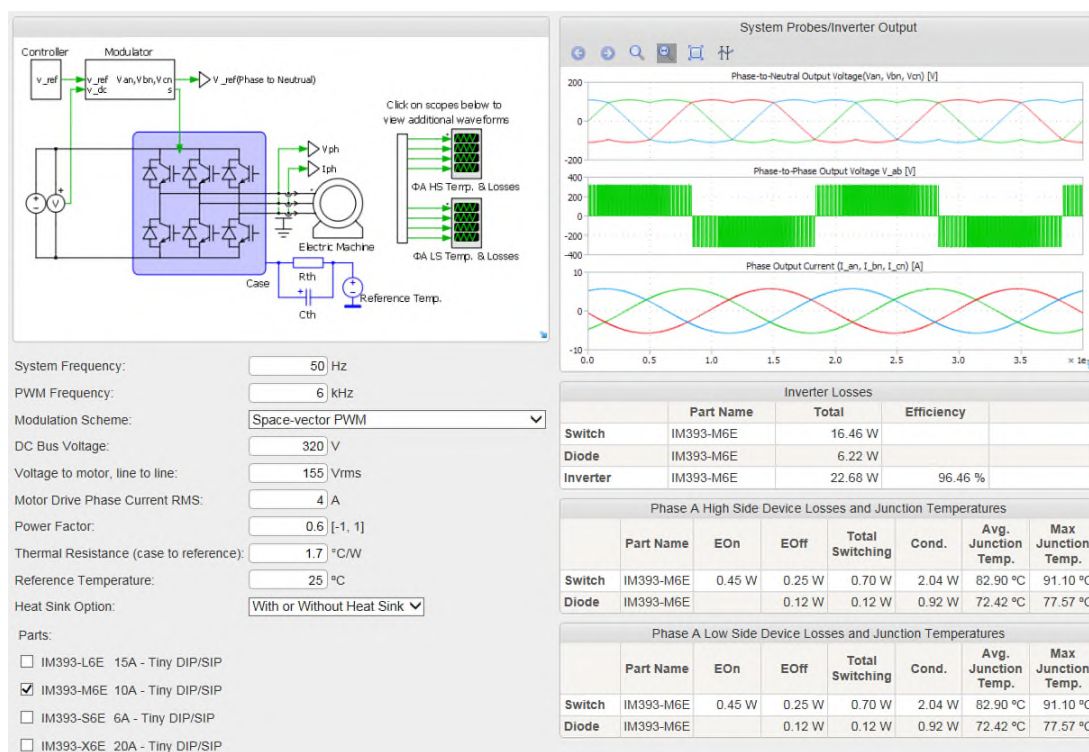 Controller
Modulator
v_ref
v_ref
Van,Vbn,Vcn
V_ref(Phase to Neutrual)
v_dc
s
Click on scopes below to
view additional waveforms
Vph
Iph
ΦA HS Temp. & Losses
V
Electric Machine
ΦA LS Temp. & Losses
Case
Rth
Reference Temp.
Cth
System Frequency: 50 Hz
PWM Frequency: 6 kHz
Modulation Scheme: Space-vector PWM
DC Bus Voltage: 320 V
Voltage to motor, line to line: 155 Vrms
Motor Drive Phase Current RMS: 4 A
Power Factor: 0.6 [-1, 1]
Thermal Resistance (case to reference): 1.7 °C/W
Reference Temperature: 25 ºC
Heat Sink Option: With or Without Heat Sink
Parts:
IM393-L6E 15A - Tiny DIP/SIP
IM393-M6E 10A - Tiny DIP/SIP
IM393-S6E 6A - Tiny DIP/SIP
IM393-X6E 20A - Tiny DIP/SIP
System Probes/Inverter Output
Phase-to-Neutral Output Voltage(Van, Vbn, Vcn) [V]
200
0
-200
Phase-to-Phase Output Voltage V_ab [V]
400
200
0
-200
-400
Phase Output Current (I_an, I_bn, I_cn) [A]
10
0
-10
0.0 0.5 1.0 1.5 2.0 2.5 3.0 3.5 × 1e
Inverter Losses
Part Name Total Efficiency
Switch IM393-M6E 16.46 W
Diode IM393-M6E 6.22 W
Inverter IM393-M6E 22.68 W 96.46 %
Phase A High Side Device Losses and Junction Temperatures
Part Name EOn EOff Total Switching Cond. Avg. Junction Temp. Max Junction Temp.
Switch IM393-M6E 0.45 W 0.25 W 0.70 W 2.04 W 82.90 ºC 91.10 ºC
Diode IM393-M6E 0.12 W 0.12 W 0.92 W 72.42 ºC 77.57 ºC
Phase A Low Side Device Losses and Junction Temperatures
Part Name EOn EOff Total Switching Cond. Avg. Junction Temp. Max Junction Temp.
Switch IM393-M6E 0.45 W 0.25 W 0.70 W 2.04 W 82.90 ºC 91.10 ºC
Diode IM393-M6E 0.12 W 0.12 W 0.92 W 72.42 ºC 77.57 ºC